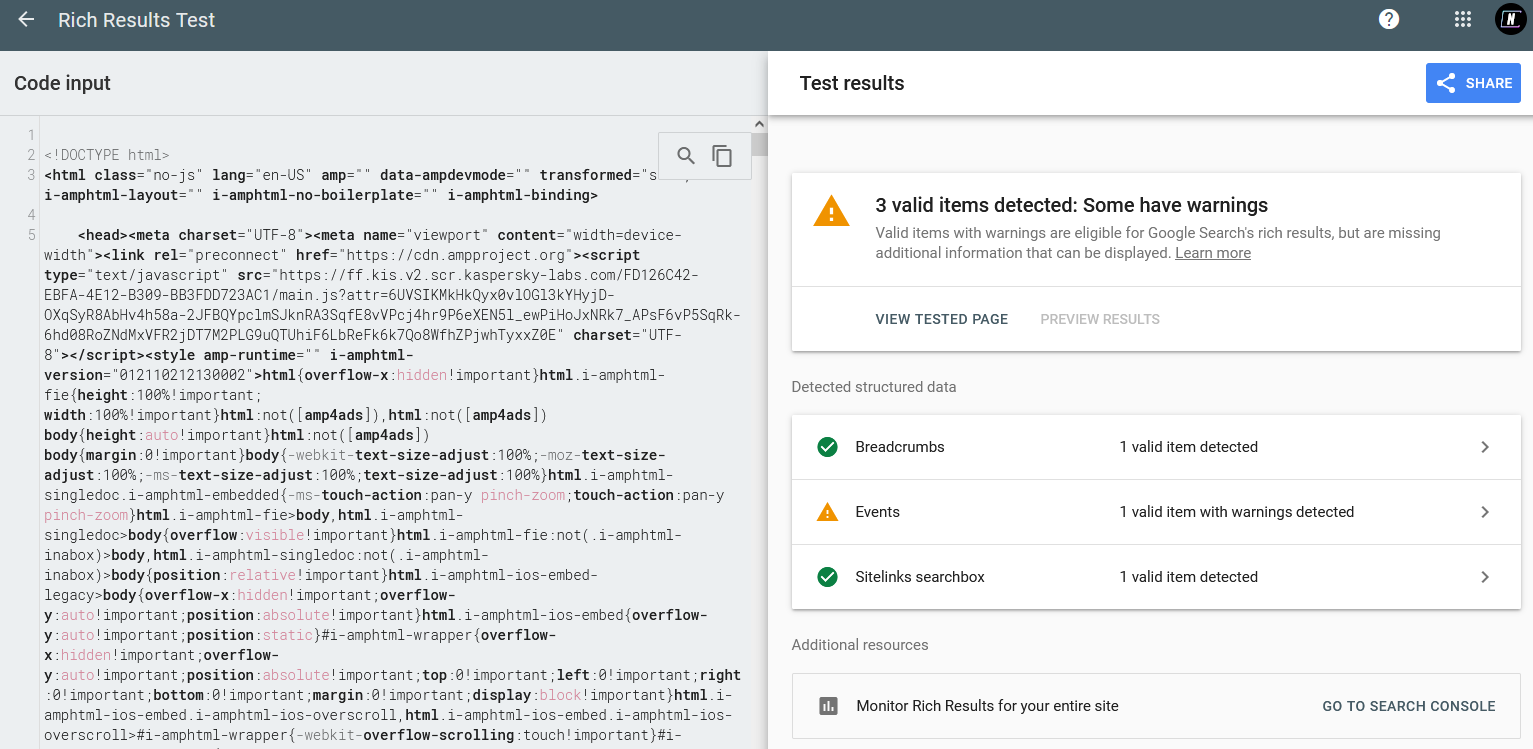 Rich Results Test
Code input
1
2 <!DOCTYPE html>
3 <html class="no-js" lang="en-US" amp="" data-ampdevmode="" transformed="s
i-amphtml-layout="" i-amphtml-no-boilerplate="" i-amphtml-binding>
4
5 <head><meta charset="UTF-8"><meta name="viewport" content="width=device-
width"><link rel="preconnect" href="https://cdn.ampproject.org"><script
type="text/javascript" src="https://ff.kis.v2.scr.kaspersky-labs.com/FD126C42-
EBFA-4E12-B309-BB3FDD723AC1/main.js?attr=6UVSIKMkHkQyx0vlOGl3kYHyjD-
OXqSyR8AbHv4h58a-2JFBQYpclmSJknRA3SqfE8vVPcj4hr9P6eXEN5l_ewPiHoJxNRk7_APsF6vP5SqRk-
6hd08RoZNdMxVFR2jDT7M2PLG9uQTUhiF6LbReFk6k7Qo8WfhZPjwhTyxxZ0E" charset="UTF-
8"></script><style amp-runtime="" i-amphtml-
version="012110212130002">html{overflow-x:hidden!important}html.i-amphtml-
fie{height:100%!important;
width:100%!important}html:not([amp4ads]),html:not([amp4ads])
body{height:auto!important}html:not([amp4ads])
body{margin:0!important}body{-webkit-text-size-adjust:100%;-moz-text-size-
adjust:100%;-ms-text-size-adjust:100%;text-size-adjust:100%}html.i-amphtml-
singledoc.i-amphtml-embedded{-ms-touch-action:pan-y pinch-zoom;touch-action:pan-y
pinch-zoom}html.i-amphtml-fie>body,html.i-amphtml-
singledoc>body{overflow:visible!important}html.i-amphtml-fie:not(.i-amphtml-
inabox)>body,html.i-amphtml-singledoc:not(.i-amphtml-
inabox)>body{position:relative!important}html.i-amphtml-ios-embed-
legacy>body{overflow-x:hidden!important;overflow-
y:auto!important;position:absolute!important}html.i-amphtml-ios-embed{overflow-
y:auto!important;position:static}#i-amphtml-wrapper{overflow-
x:hidden!important;overflow-
y:auto!important;position:absolute!important;top:0!important;left:0!important;right
:0!important;bottom:0!important;margin:0!important;display:block!important}html.i-
amphtml-ios-embed.i-amphtml-ios-overscroll,html.i-amphtml-ios-embed.i-amphtml-ios-
overscroll>#i-amphtml-wrapper{-webkit-overflow-scrolling:touch!important}#i-
Test results
SHARE
3 valid items detected: Some have warnings
Valid items with warnings are eligible for Google Search's rich results, but are missing
additional information that can be displayed. Learn more
VIEW TESTED PAGE PREVIEW RESULTS
Detected structured data
Breadcrumbs 1 valid item detected
Events 1 valid item with warnings detected
Sitelinks searchbox 1 valid item detected
Additional resources
Monitor Rich Results for your entire site GO TO SEARCH CONSOLE